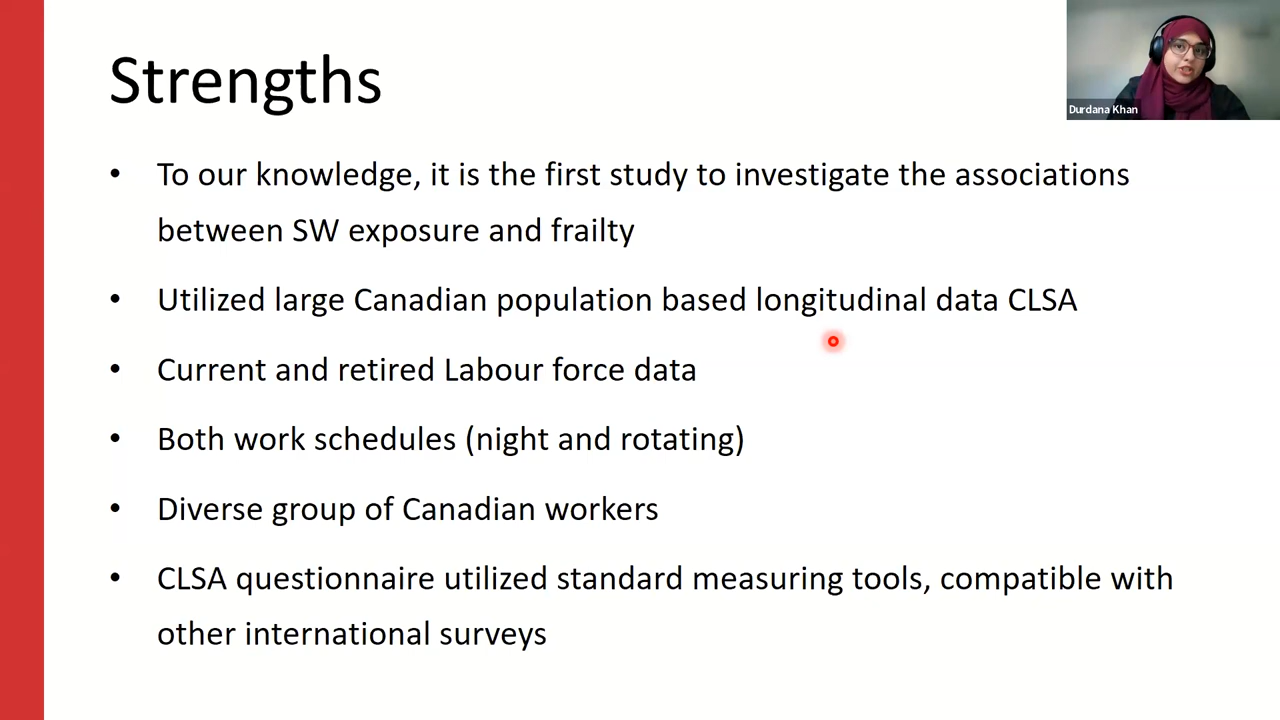 Strengths
Durdana Khan
• To our knowledge, it is the first study to investigate the associations
between SW exposure and frailty
• Utilized large Canadian population based longitudinal data CLSA
• Current and retired Labour force data
• Both work schedules (night and rotating)
• Diverse group of Canadian workers
• CLSA questionnaire utilized standard measuring tools, compatible with
other international surveys